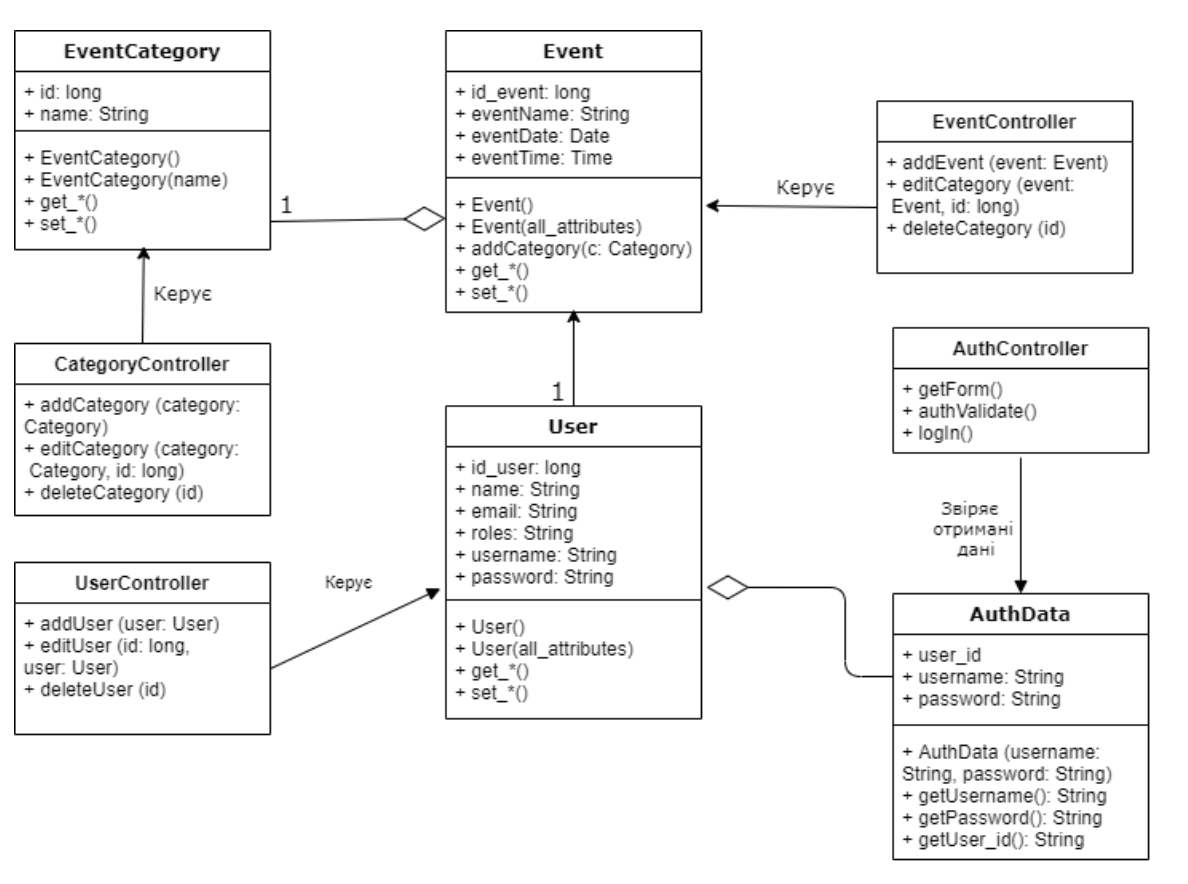 EventCategory
+ id: long
+ name: String
+ EventCategory()
+ EventCategory(name)
+ get_*()
+ set_*()
1
Event
+ id_event: long
+ eventName: String
+ eventDate: Date
+ eventTime: Time
+ Event()
+ Event(all_attributes)
+ addCategory(c: Category)
+ get_*()
+ set_*()
Керує
EventController
+ addEvent (event: Event)
+ editCategory (event:
Event, id: long)
+ deleteCategory (id)
Керує
CategoryController
+ addCategory (category:
Category)
+ editCategory (category:
Category, id: long)
+ deleteCategory (id)
1
User
+ id_user: long
+ name: String
+ email: String
+ roles: String
+ username: String
+ password: String
+ User()
+ User(all_attributes)
+ get_*()
+ set_*()
AuthController
+ getForm()
+ authValidate()
+ logIn()
Звіряє
отримані
дані
UserController
+ addUser (user: User)
+ editUser (id: long,
user: User)
+ deleteUser (id)
Керує
AuthData
+ user_id
+ username: String
+ password: String
+ AuthData (username:
String, password: String)
+ getUsername(): String
+ getPassword(): String
+ getUser_id(): String